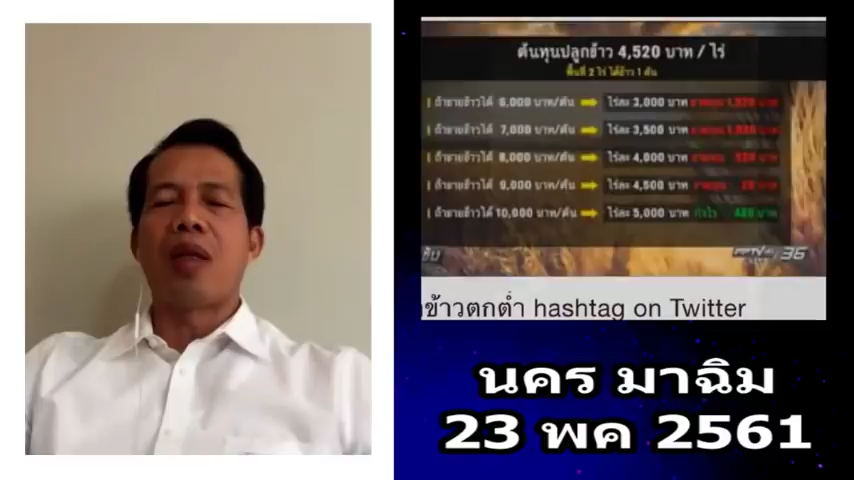 ต้นทุนปลูกข้าว 4,520 บาท / ไร่
พื้นที่ 2 ไร่ ได้ข้าว 1 ตัน
ถ้าขายข้าวได้ 6,000 บาท/ตัน ไร่ละ 3,000 บาท ขาดทุน 1,520 บาท
ถ้าขายข้าวได้ 7,000 บาท/ตัน ไร่ละ 3,500 บาท ขาดทุน บาท
ถ้าขายข้าวได้ 8,000 บาท/ตัน ไร่ละ 4,000 บาท ขาดทุน 520 บาท
ถ้าขายข้าวได้ 9,000 บาท/ตัน ไร่ละ 4,500 บาท ขาดทุน 20 บาท
ถ้าขายข้าวได้ 10,000 บาท/ตัน ไร่ละ 5,000 บาท กำไร 480 บาท
36
ข้าวตกต่ำ hashtag on Twitter
นคร มาฉิม
23 พค 2561